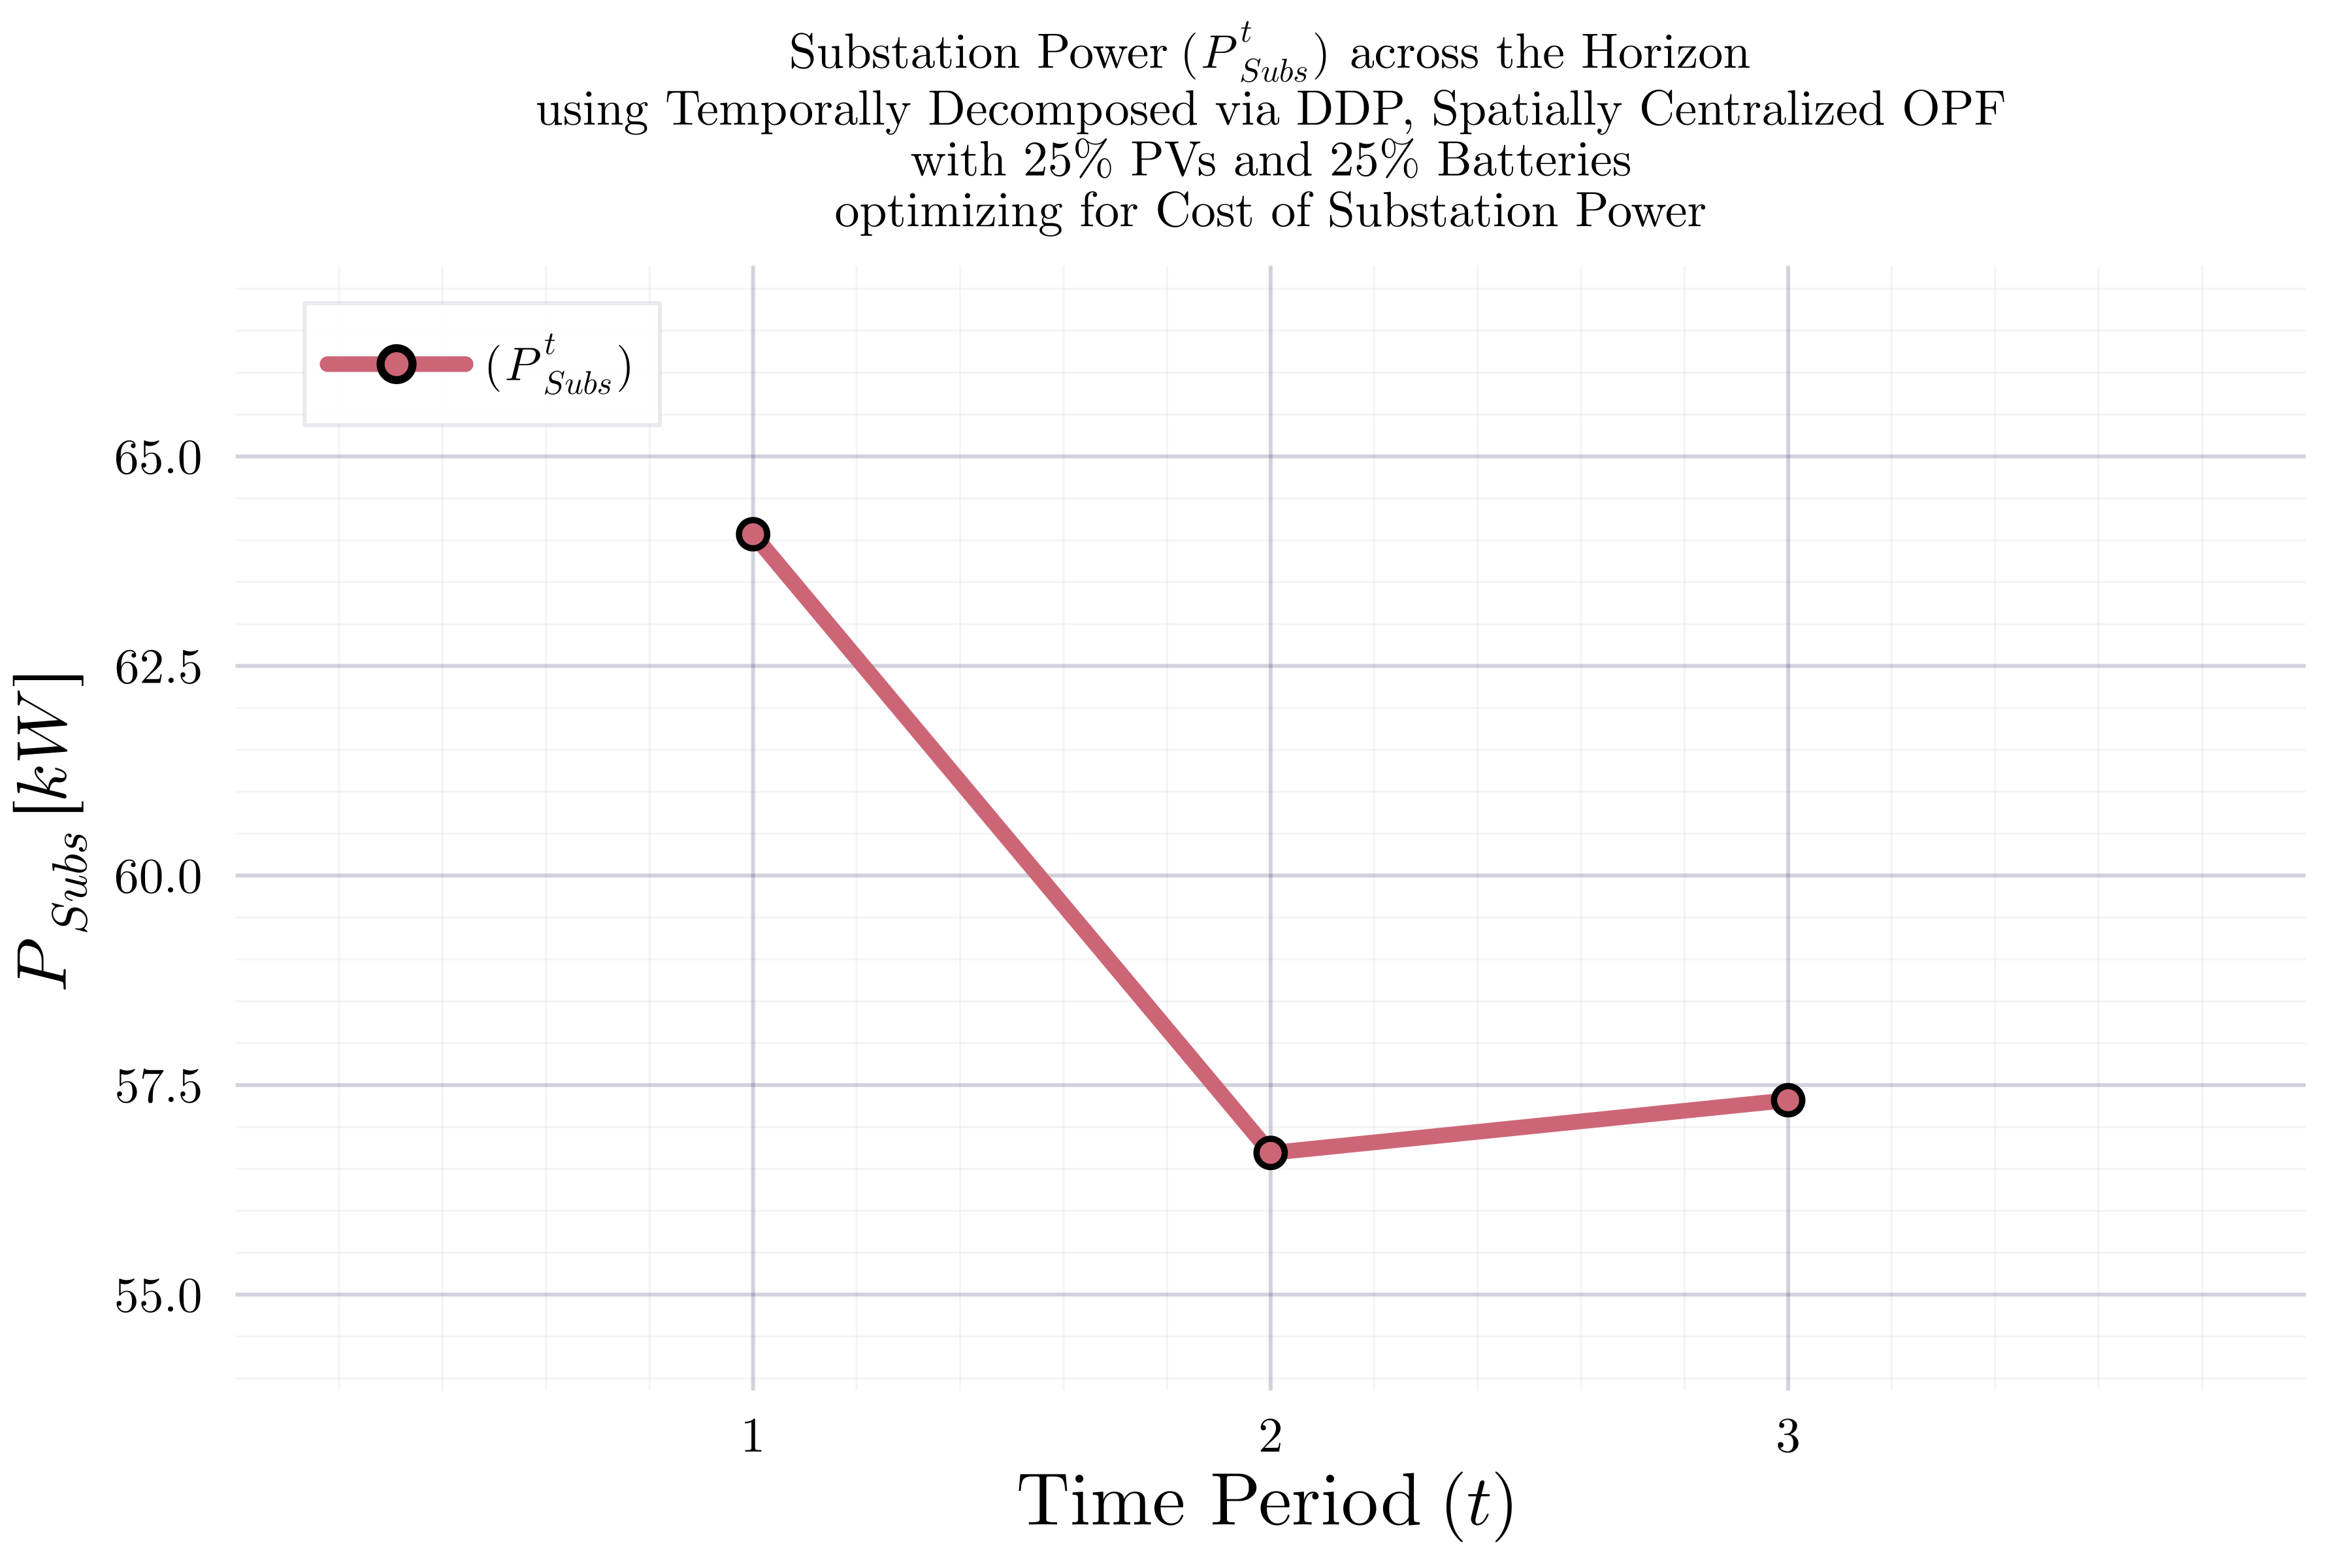 Substation Power (P^t_Subs) across the Horizon
using Temporally Decomposed via DDP, Spatially Centralized OPF
with 25% PVs and 25% Batteries
optimizing for Cost of Substation Power
(P^t_Subs)
65.0
62.5
60.0
57.5
55.0
P_Subs [kW]
1 2 3
Time Period (t)